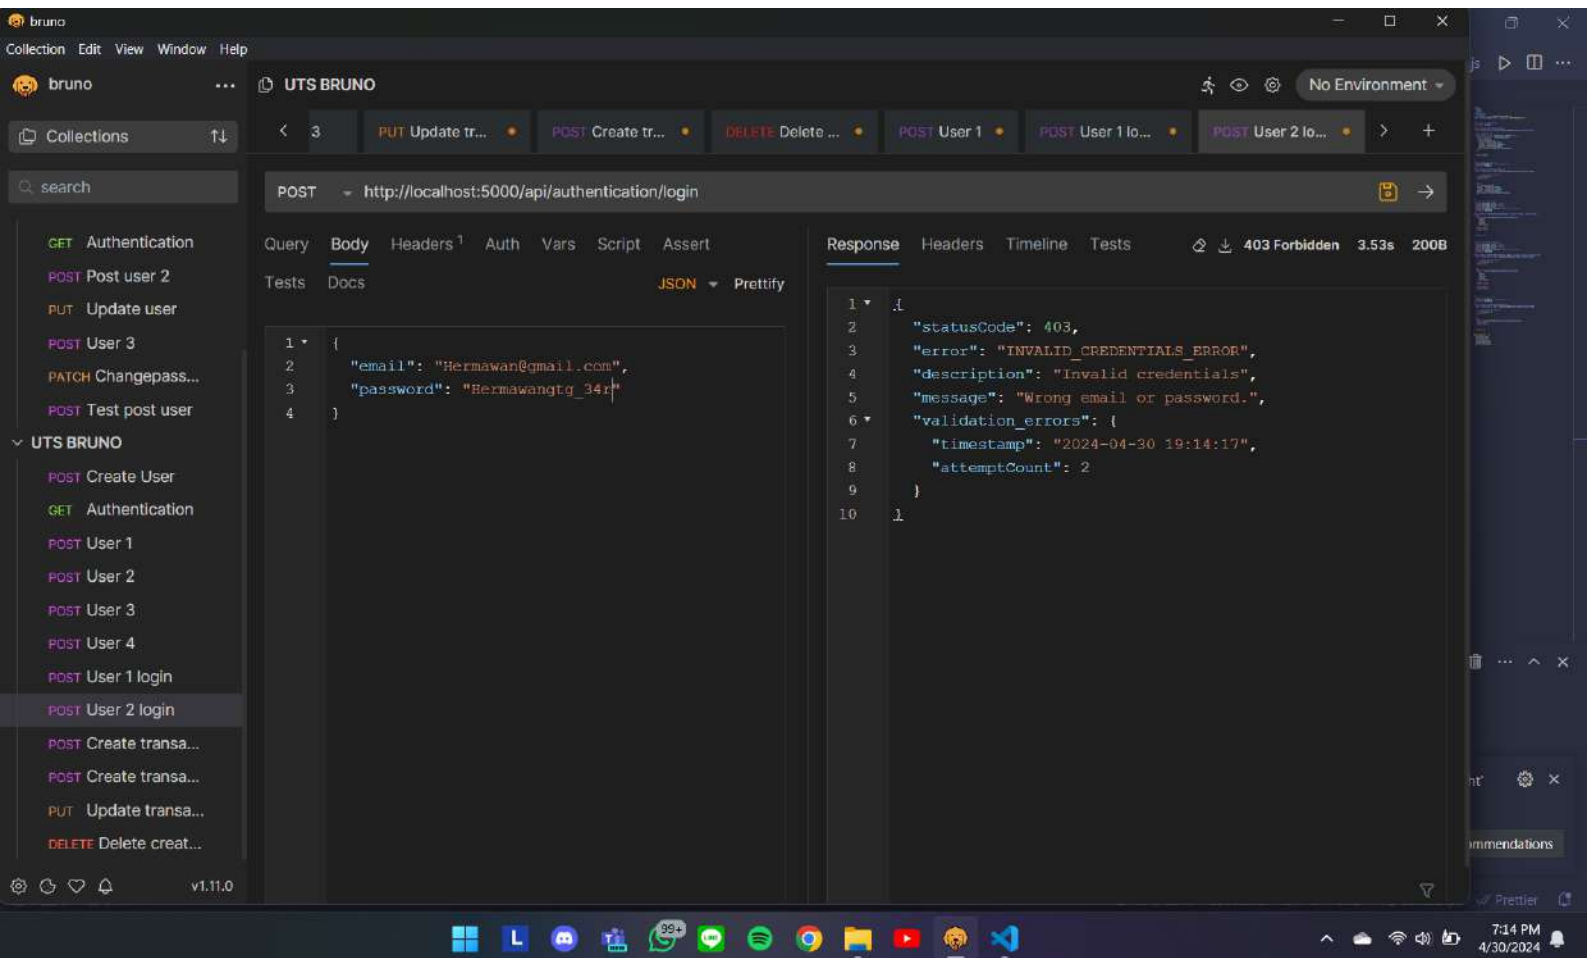 bruno
Collection Edit View Window Help
bruno
UTS BRUNO
No Environment
js
Collections
3
PUT Update tr...
POST Create tr...
DELETE Delete ...
POST User 1
POST User 1 lo...
POST User 2 lo...
search
POST http://localhost:5000/api/authentication/login
GET Authentication
POST Post user 2
PUT Update user
POST User 3
PATCH Changepass...
POST Test post user
UTS BRUNO
POST Create User
GET Authentication
POST User 1
POST User 2
POST User 3
POST User 4
POST User 1 login
POST User 2 login
POST Create transa...
POST Create transa...
PUT Update transa...
DELETE Delete creat...
v1.11.0
Query Body Headers 1 Auth Vars Script Assert
Tests Docs JSON Prettify
1 {
2 "email": "Hermawan@gmail.com",
3 "password": "Hermawangtg_34r"
4 }
Response Headers Timeline Tests 403 Forbidden 3.53s 200B
1 {
2 "statusCode": 403,
3 "error": "INVALID_CREDENTIALS_ERROR",
4 "description": "Invalid credentials",
5 "message": "Wrong email or password.",
6 "validation_errors": {
7 "timestamp": "2024-04-30 19:14:17",
8 "attemptCount": 2
9 }
10 }
ht'
mmendations
Prettier
L
99+
7:14 PM
4/30/2024